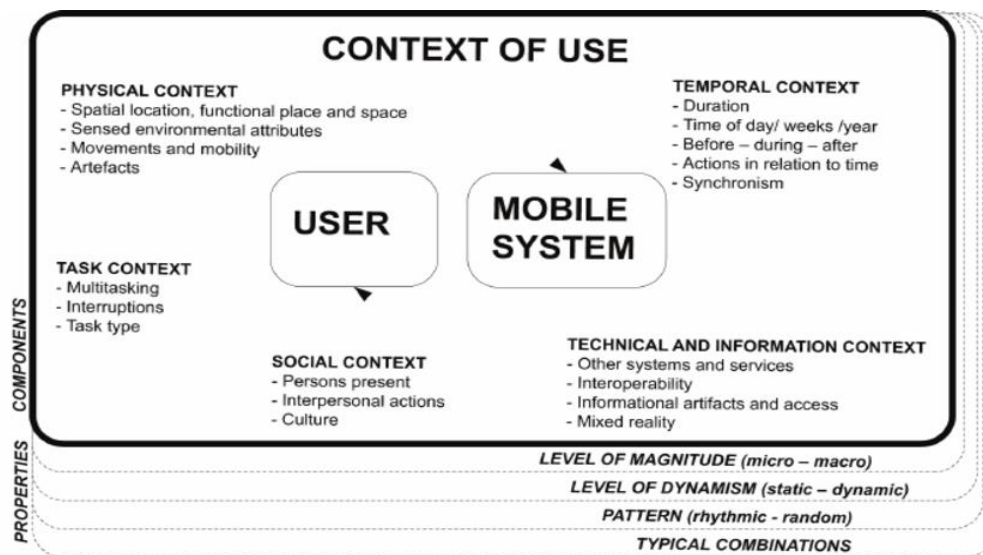 CONTEXT OF USE
PHYSICAL CONTEXT
- Spatial location, functional place and space
- Sensed environmental attributes
- Movements and mobility
- Artefacts
TEMPORAL CONTEXT
- Duration
- Time of day/ weeks /year
- Before – during – after
- Actions in relation to time
- Synchronism
USER
MOBILE
SYSTEM
TASK CONTEXT
- Multitasking
- Interruptions
- Task type
SOCIAL CONTEXT
- Persons present
- Interpersonal actions
- Culture
TECHNICAL AND INFORMATION CONTEXT
- Other systems and services
- Interoperability
- Informational artifacts and access
- Mixed reality
COMPONENTS
PROPERTIES
LEVEL OF MAGNITUDE (micro – macro)
LEVEL OF DYNAMISM (static – dynamic)
PATTERN (rhythmic - random)
TYPICAL COMBINATIONS